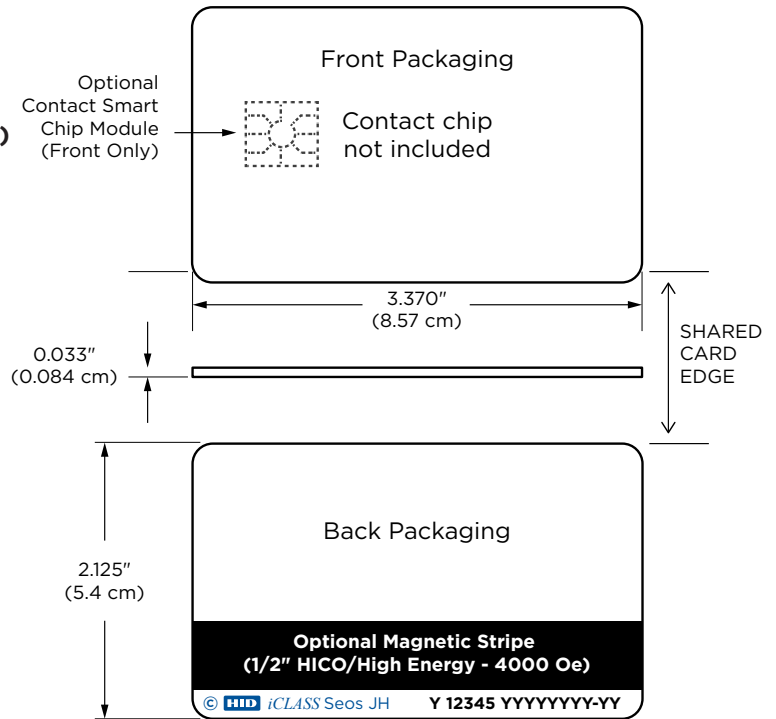 Front Packaging
Optional
Contact Smart
Chip Module
(Front Only)
)
Contact chip
not included
3.370"
(8.57 cm)
0.033"
(0.084 cm)
SHARED
CARD
EDGE
Back Packaging
2.125"
(5.4 cm)
Optional Magnetic Stripe
(1/2" HICO/High Energy - 4000 Oe)
© HID iCLASS Seos JH Y 12345 YYYYYYYY-YY